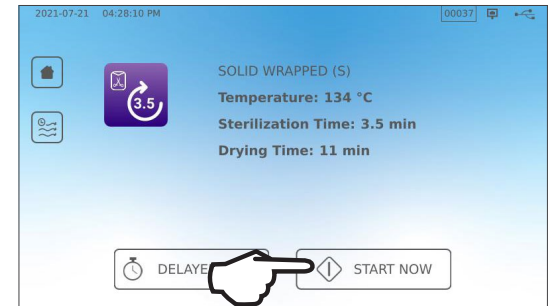 2021-07-21 04:28:10 PM 00037
SOLID WRAPPED (S)
3.5
Temperature: 134 °C
Sterilization Time: 3.5 min
Drying Time: 11 min
START NOW